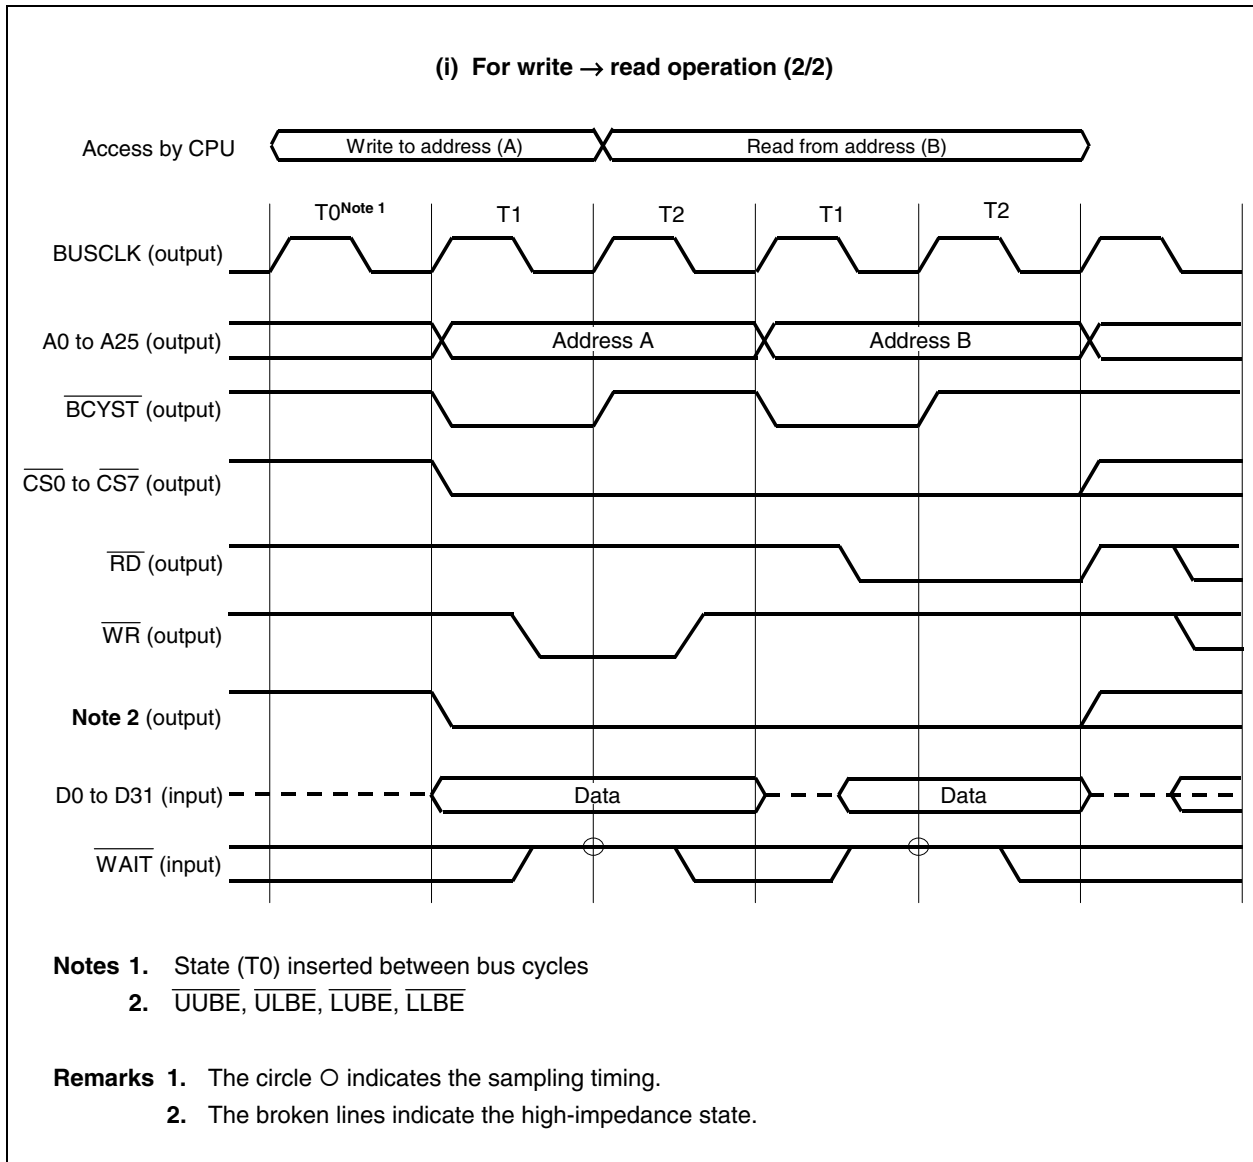 (i) For write → read operation (2/2)
Access by CPU
Write to address (A)
Read from address (B)
T0Note 1
T1
T2
T1
T2
BUSCLK (output)
A0 to A25 (output)
Address A
Address B
BCYST (output)
CS0 to CS7 (output)
RD (output)
WR (output)
Note 2 (output)
D0 to D31 (input)
Data
Data
WAIT (input)
Notes 1. State (T0) inserted between bus cycles
2. UUBE, ULBE, LUBE, LLBE
Remarks 1. The circle O indicates the sampling timing.
2. The broken lines indicate the high-impedance state.